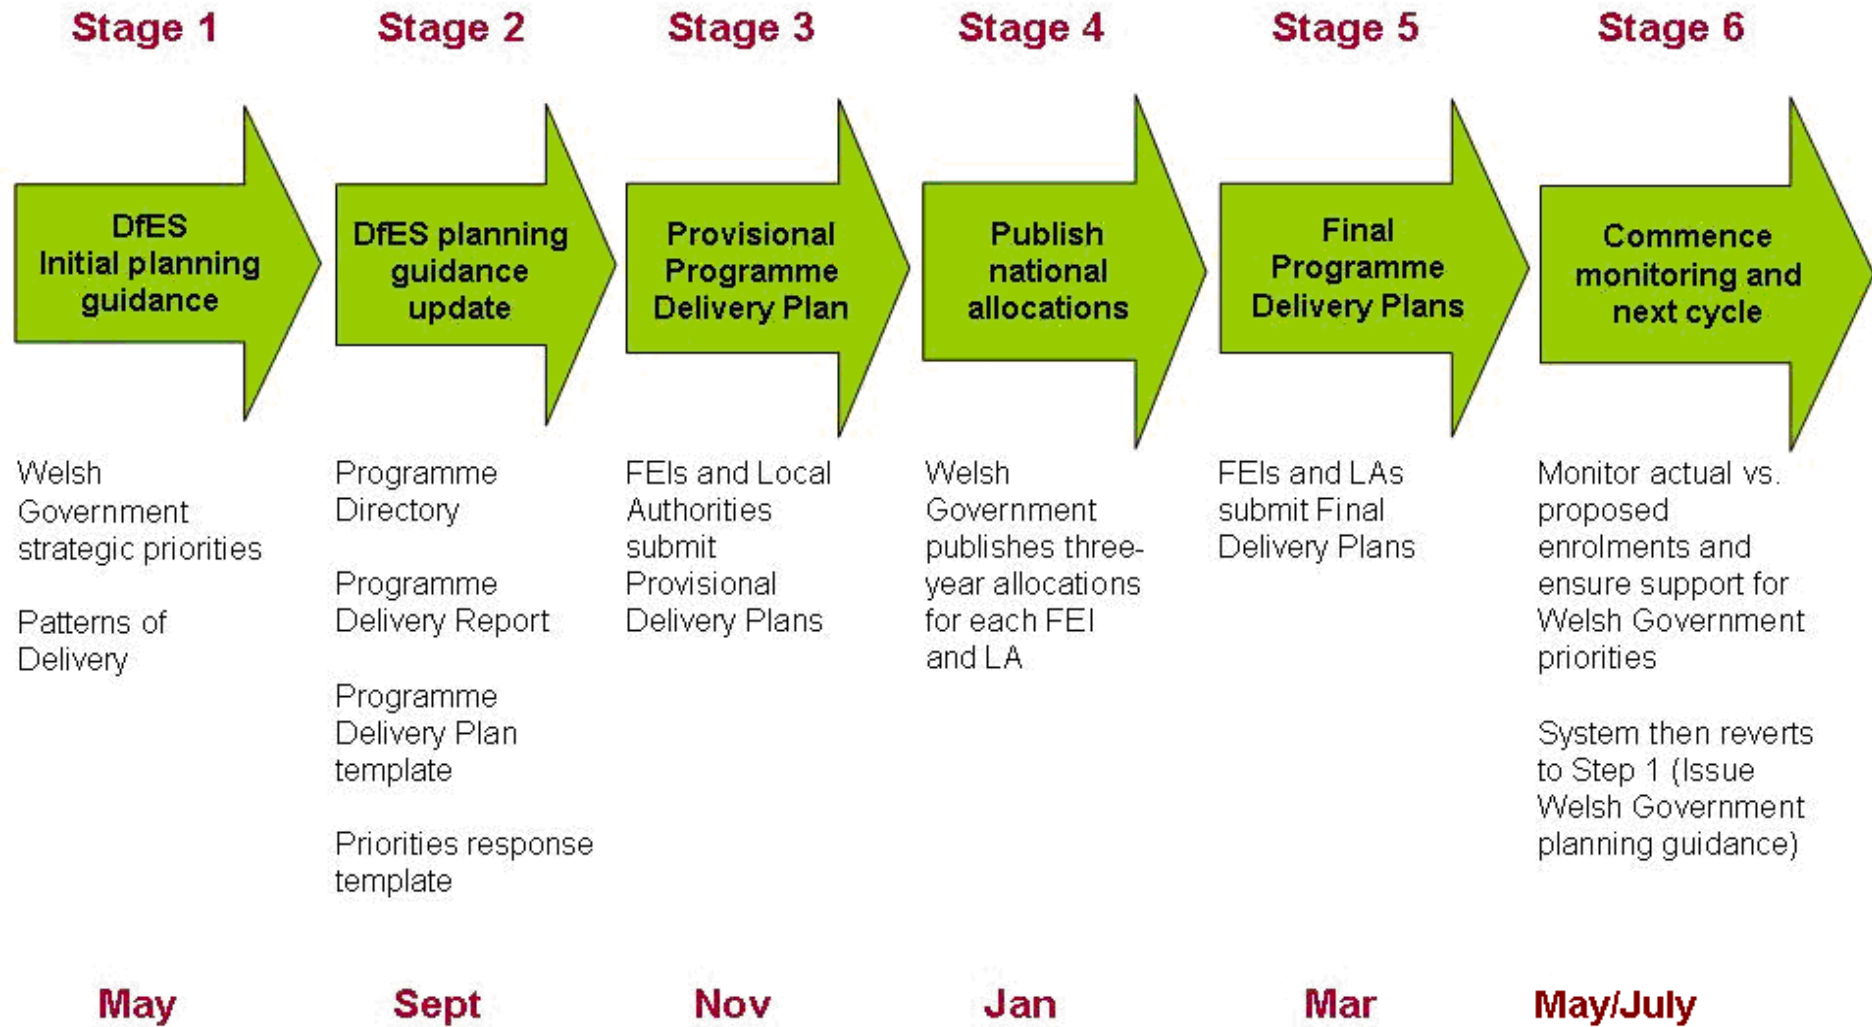 Stage 1
Stage 2
Stage 3
Stage 4
Stage 5
Stage 6
DfES
Initial planning
guidance
DfES planning
guidance
update
Provisional
Programme
Delivery Plan
Publish
national
allocations
Final
Programme
Delivery Plans
Commence
monitoring and
next cycle
Welsh
Government
strategic priorities
Patterns of
Delivery
Programme
Directory
Programme
Delivery Report
Programme
Delivery Plan
template
Priorities response
template
FEIs and Local
Authorities
submit
Provisional
Delivery Plans
Welsh
Government
publishes three-
year allocations
for each FEI
and LA
FEIs and LAs
submit Final
Delivery Plans
Monitor actual vs.
proposed
enrolments and
ensure support for
Welsh Government
priorities
System then reverts
to Step 1 (Issue
Welsh Government
planning guidance)
May
Sept
Nov
Jan
Mar
May/July